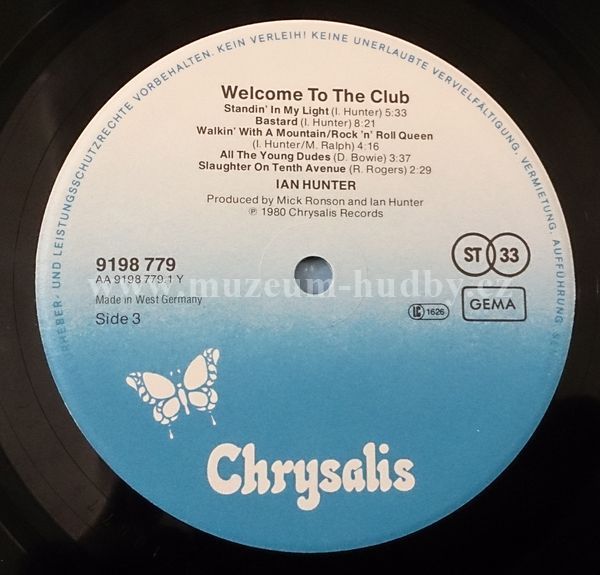 URHEBER- UND LEISTUNGSSCHUTZRECHTE VORBEHALTEN. KEIN VERLEIH! KEINE UNERLAUBTE VERVIELFÄLTIGUNG, VERMIETUNG, AUFFÜHRUNG
Welcome To The Club
Standin' In My Light (I. Hunter) 5:33
Bastard (I. Hunter) 8:21
Walkin' With A Mountain/Rock 'n' Roll Queen
(I. Hunter/M. Ralph) 4:16
All The Young Dudes (D. Bowie) 3:37
Slaughter On Tenth Avenue (R. Rogers) 2:29
IAN HUNTER
Produced by Mick Ronson and Ian Hunter
℗ 1980 Chrysalis Records
9198 779
AA 9198 779.1 Y
ST 33
www.muzeum-hudby.cz
Made in West Germany
LC 1626
GEMA
Side 3
Chrysalis